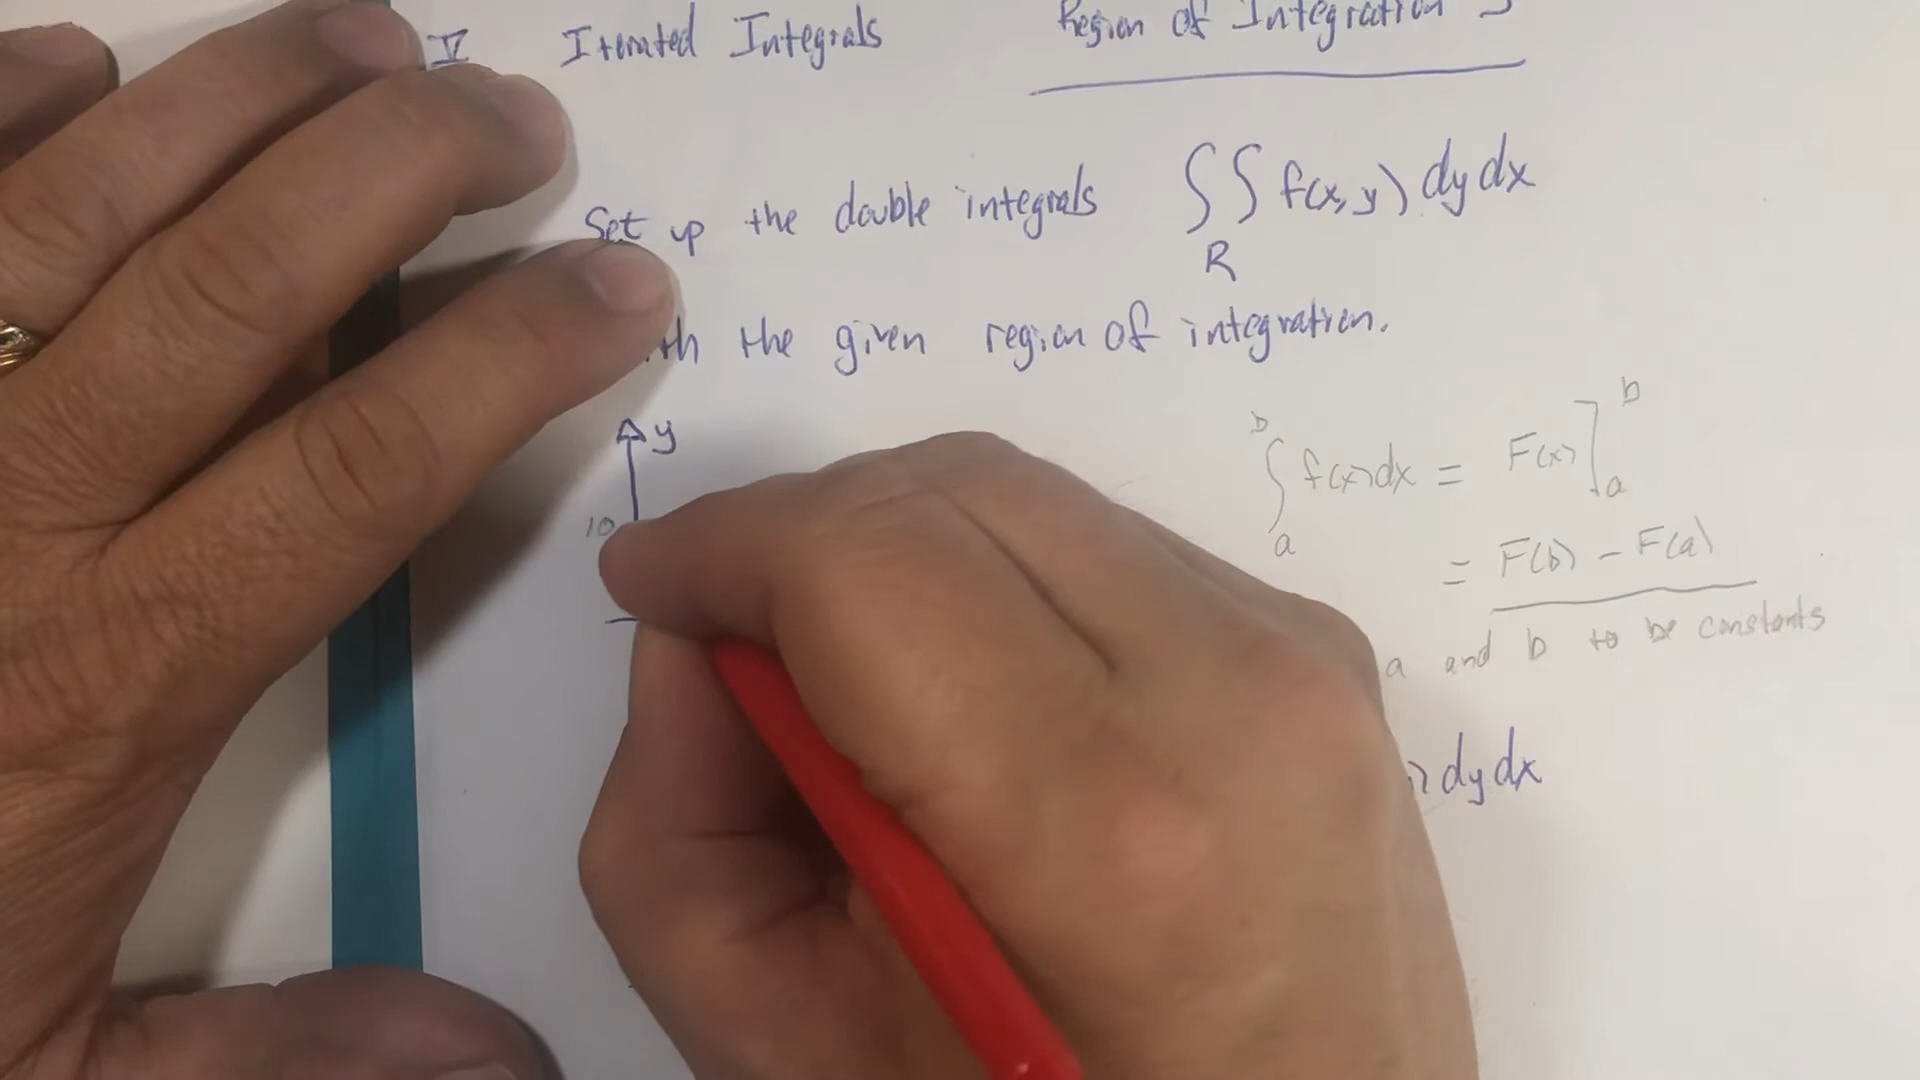 V Iterated Integrals Region of Integration
Set up the double integrals ∫∫ f(x,y) dy dx
R
th the given region of integration.
y
10
b
∫ f(x)dx = F(x)]
a
b
a
= F(b) - F(a)
a and b to be constants
) dy dx